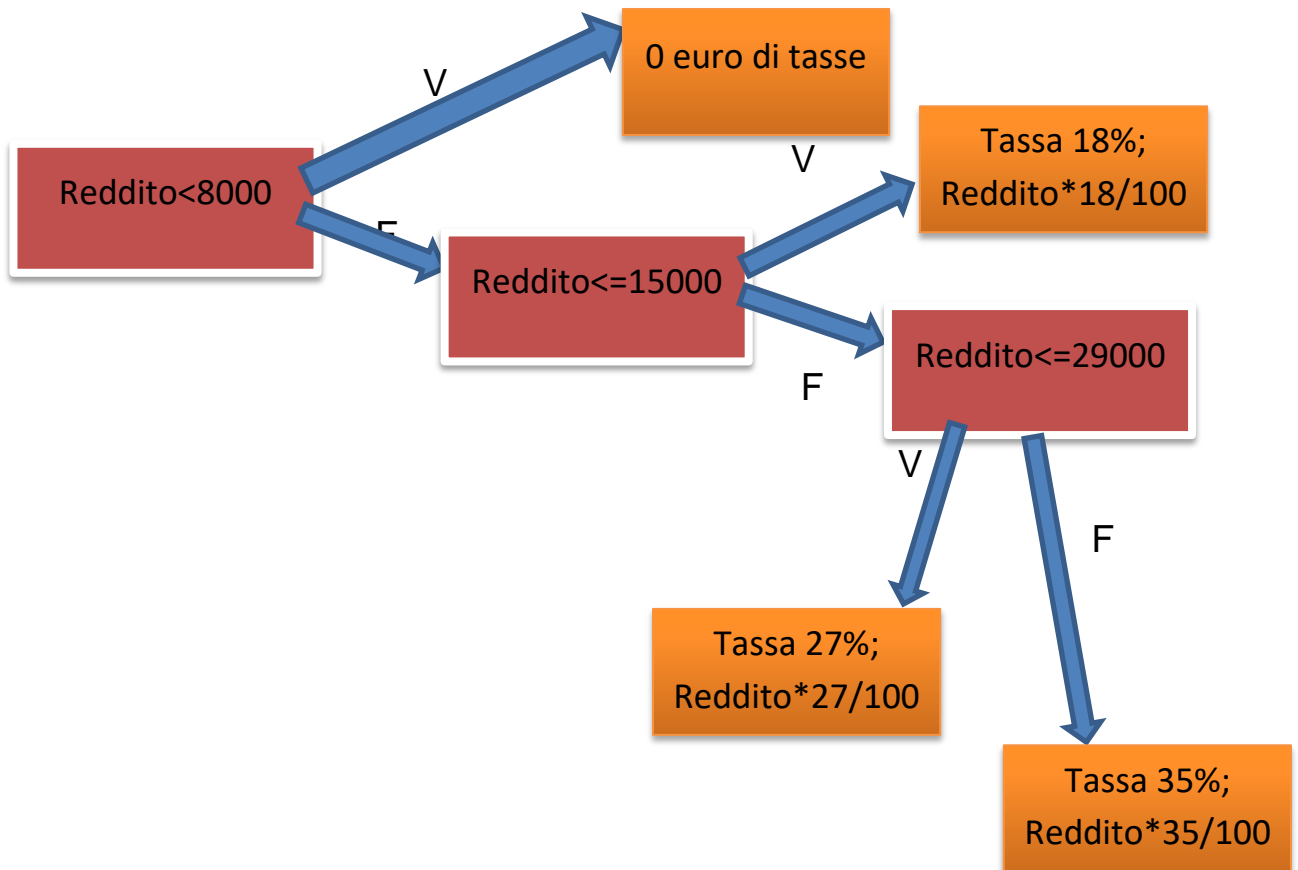 0 euro di tasse
V
Tassa 18%;
Reddito*18/100
V
Reddito<8000
F
Reddito<=15000
Reddito<=29000
F
V
F
Tassa 27%;
Reddito*27/100
Tassa 35%;
Reddito*35/100